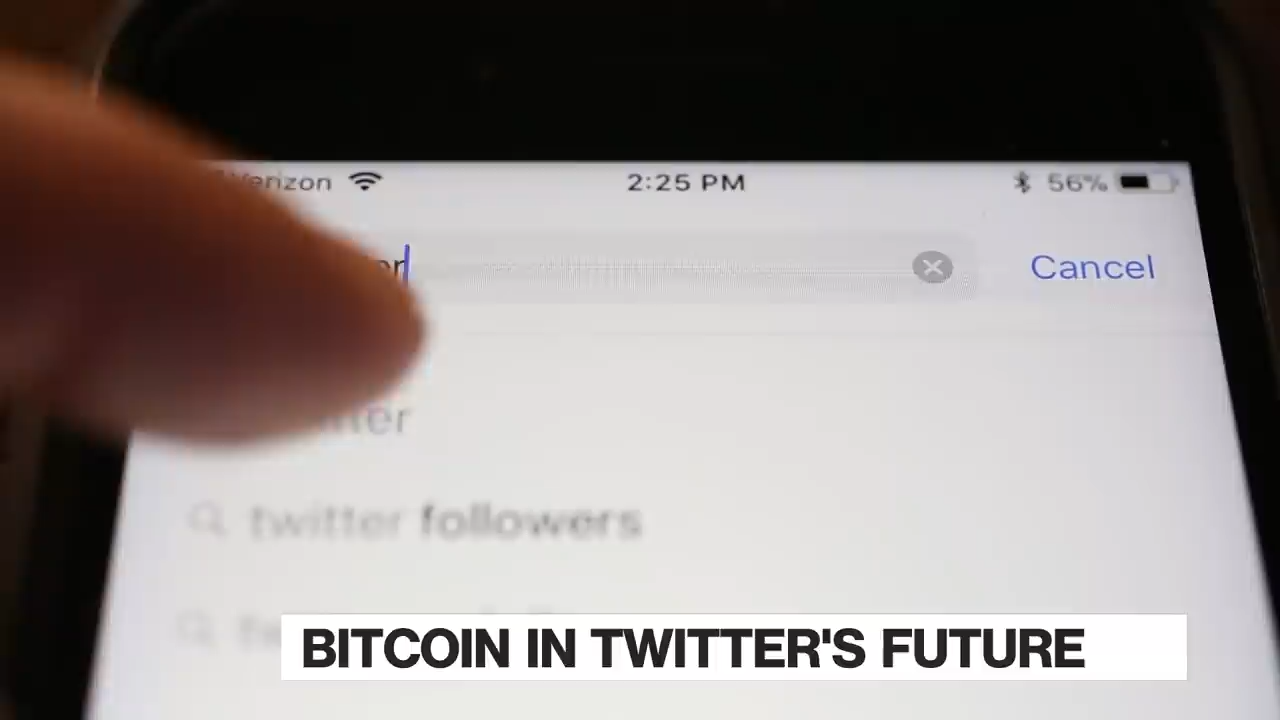 2:25 PM
56%
Cancel
twitter followers
BITCOIN IN TWITTER'S FUTURE